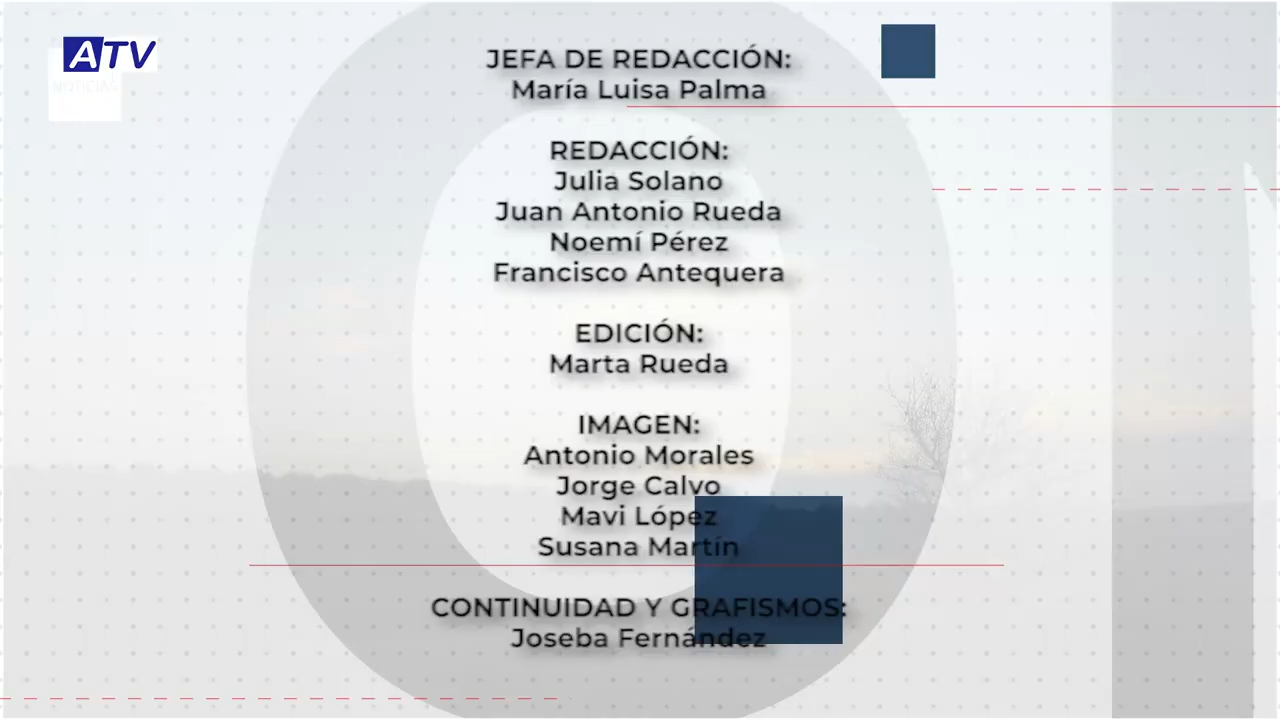 ATV
NOTICIAS
JEFA DE REDACCIÓN:
María Luisa Palma
REDACCIÓN:
Julia Solano
Juan Antonio Rueda
Noemí Pérez
Francisco Antequera
EDICIÓN:
Marta Rueda
IMAGEN:
Antonio Morales
Jorge Calvo
Mavi López
Susana Martín
CONTINUIDAD Y GRAFISMOS:
Joseba Fernández